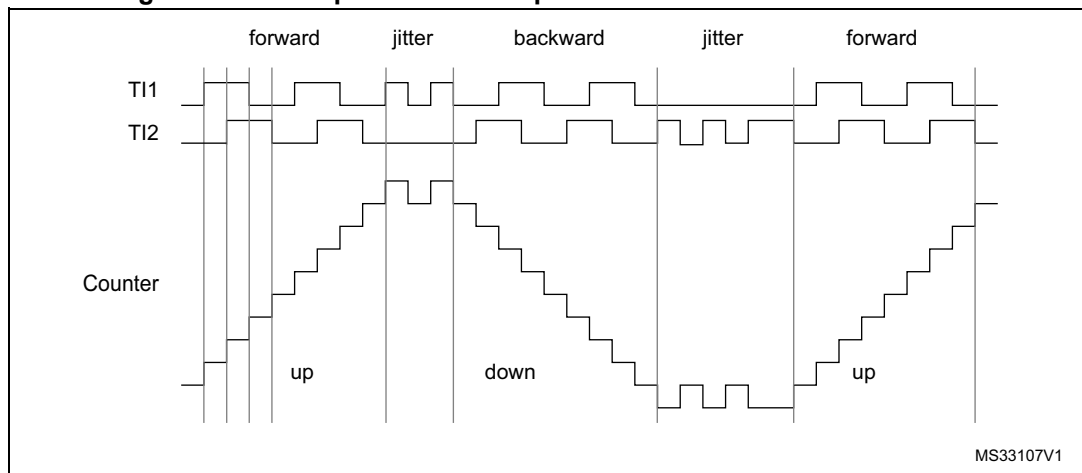 forward jitter backward jitter forward
TI1
TI2
Counter
up down up
MS33107V1